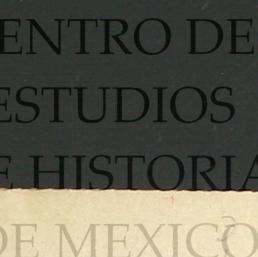 ENTRO DE
ESTUDIOS
E HISTORIA
DE MEXICO